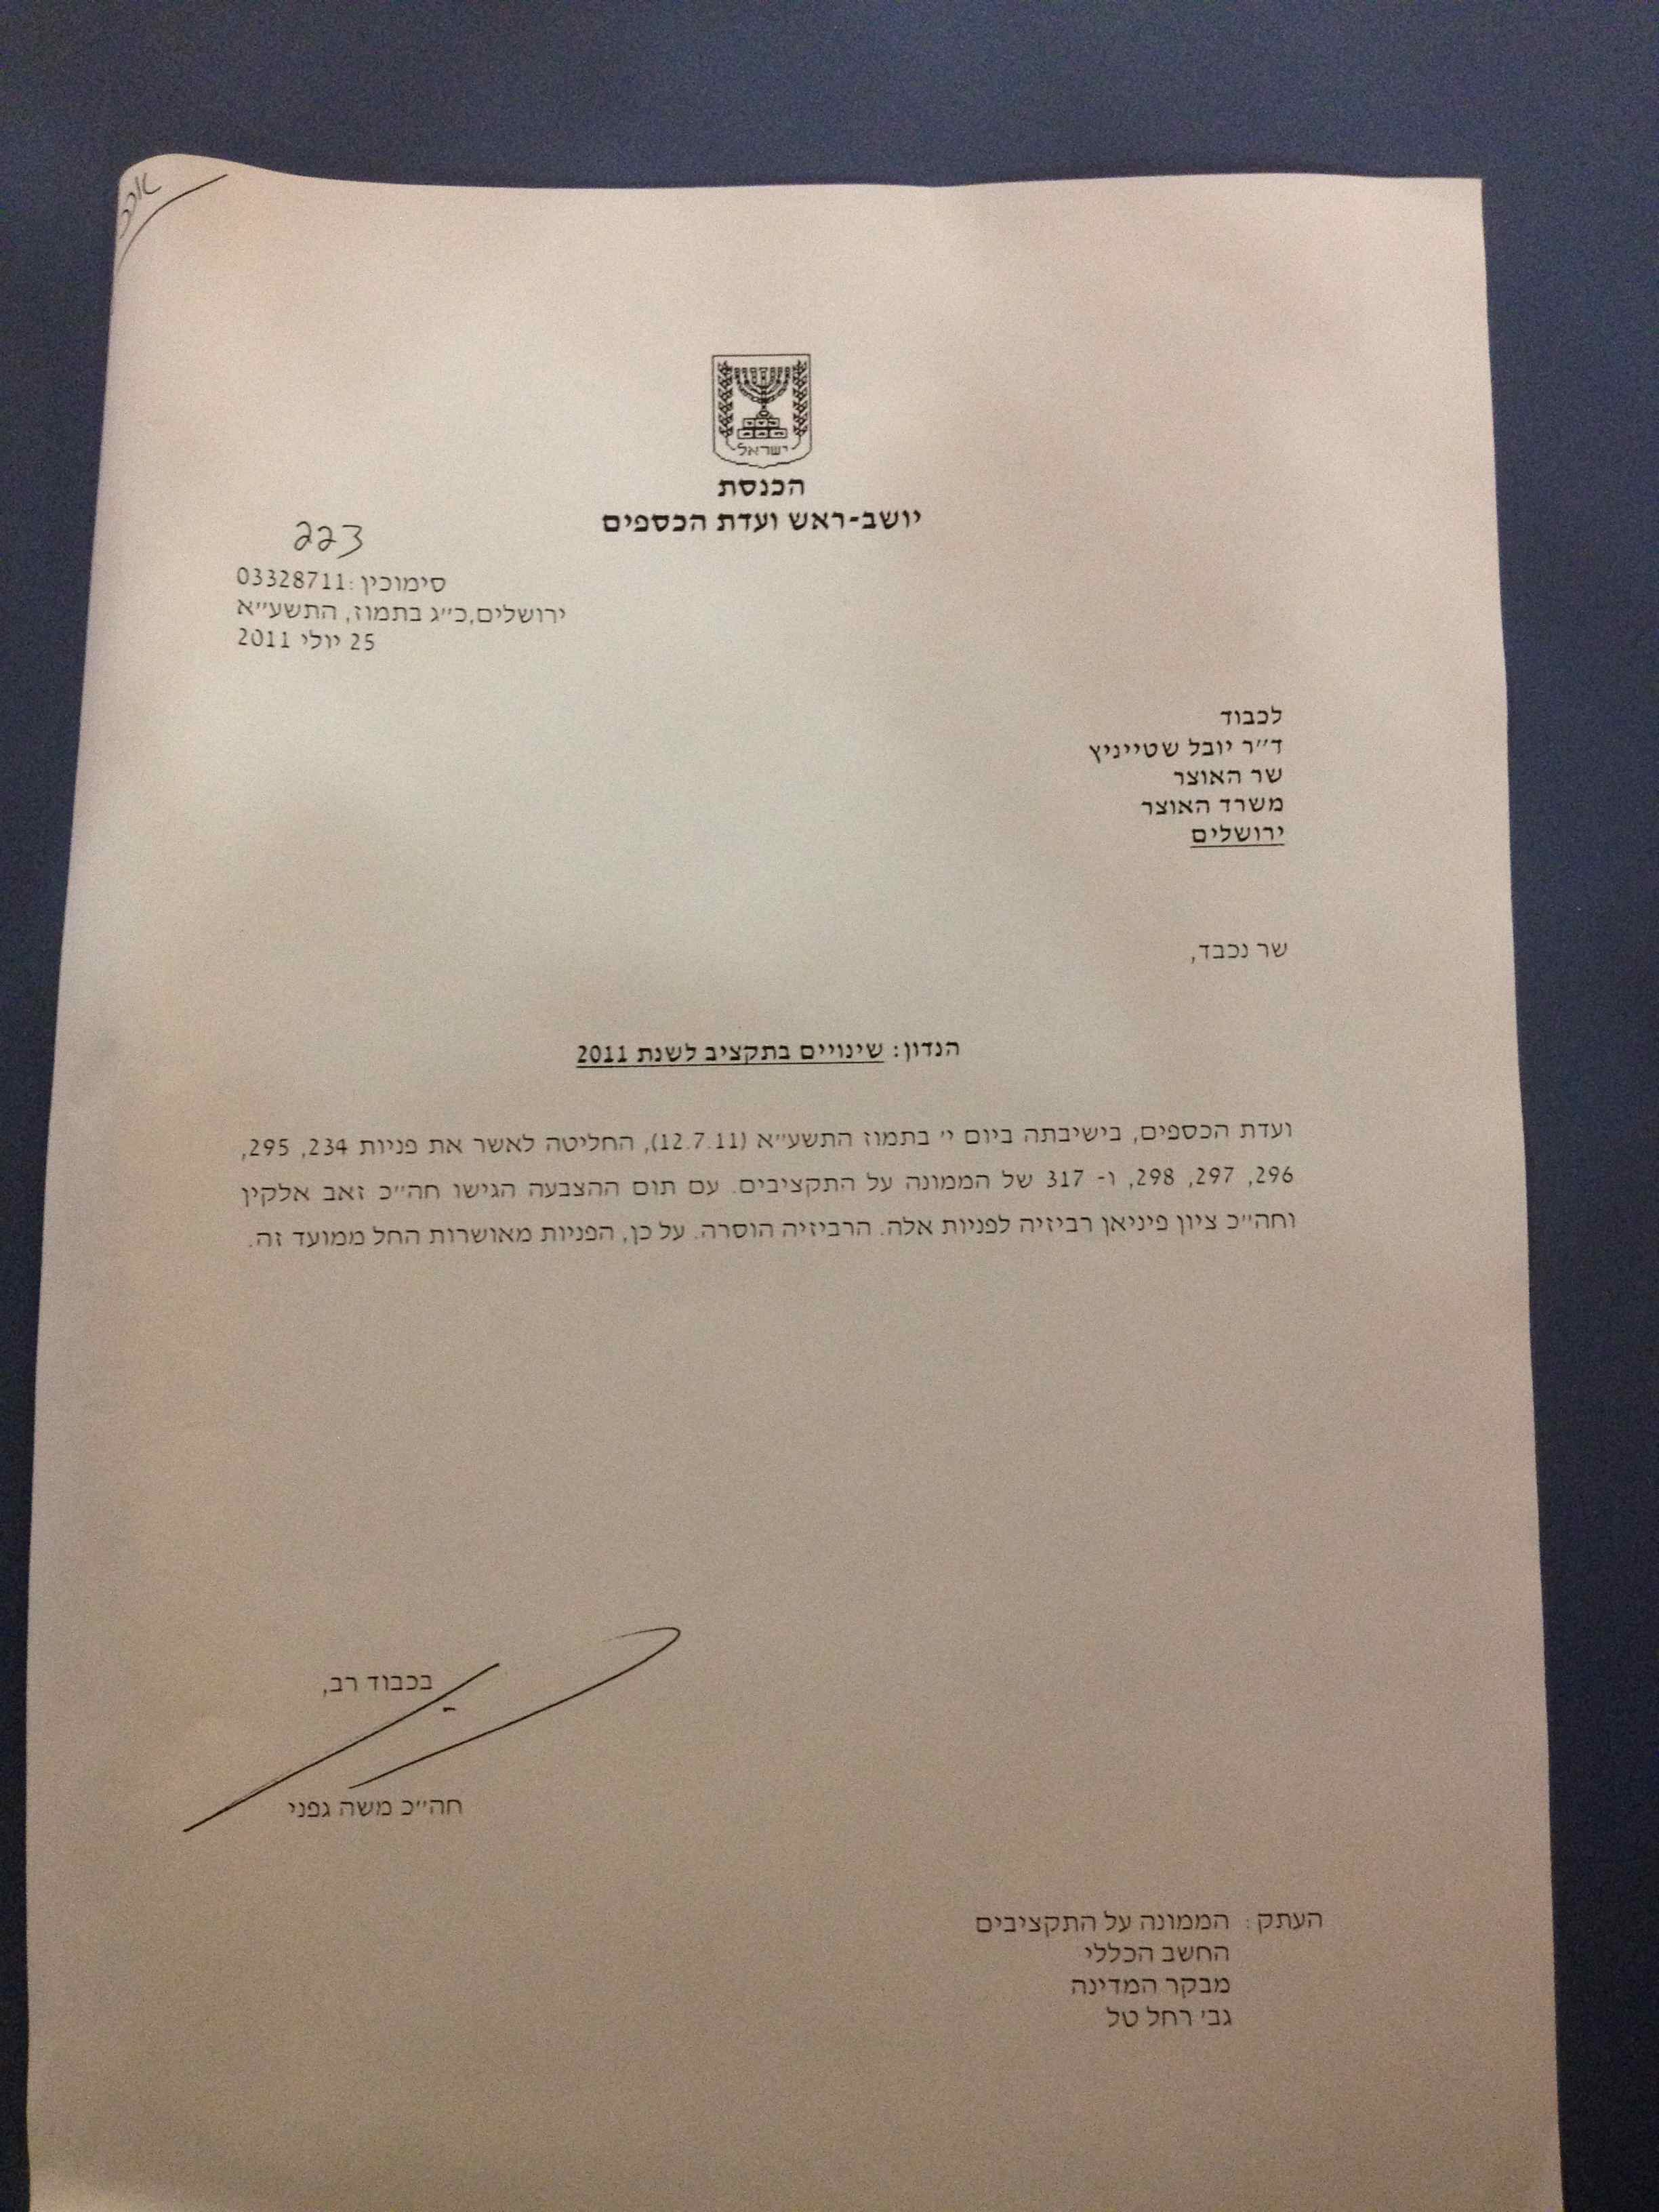 ישראל
הכנסת
יושב-ראש ועדת הכספים
223
סימוכין: 03328711
ירושלים, כ"ג בתמוז, התשע"א
25 יולי 2011
לכבוד
ד"ר יובל שטייניץ
שר האוצר
משרד האוצר
ירושלים
שר נכבד,
הנדון: שינויים בתקציב לשנת 2011
ועדת הכספים, בישיבתה ביום י' בתמוז התשע"א (12.7.11), החליטה לאשר את פניות 234, 295,
296, 297, 298, ו- 317 של הממונה על התקציבים. עם תום ההצבעה הגישו חה"כ זאב אלקין
וחה"כ ציון פיניאן רביזיה לפניות אלה. הרביזיה הוסרה. על כן, הפניות מאושרות החל ממועד זה.
בכבוד רב,
חה"כ משה גפני
העתק: הממונה על התקציבים
החשב הכללי
מבקר המדינה
גב' רחל טל